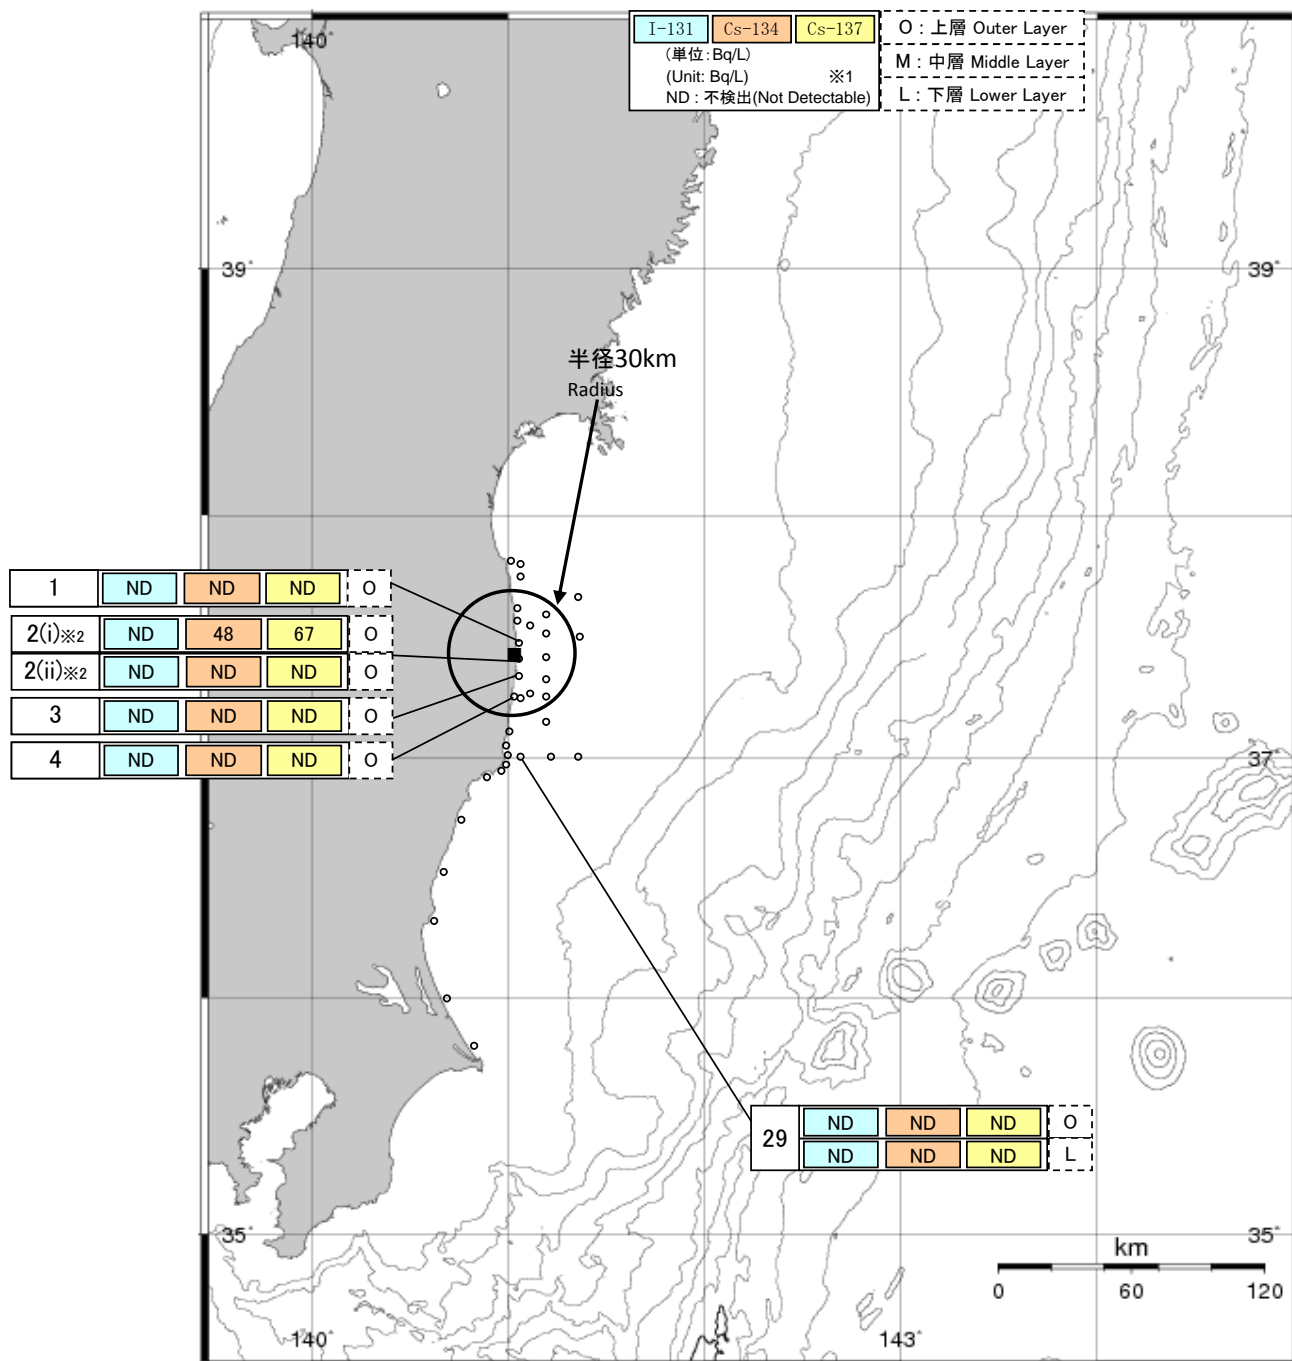 140°
I-131 Cs-134 Cs-137
(単位:Bq/L)
(Unit: Bq/L) ※1
ND : 不検出(Not Detectable)
O : 上層 Outer Layer
M : 中層 Middle Layer
L : 下層 Lower Layer
39° 39°
半径30km
Radius
1 ND ND ND O
2(i)※2 ND 48 67 O
2(ii)※2 ND ND ND O
3 ND ND ND O
4 ND ND ND O
37°
29 ND ND ND O
ND ND ND L
35° 35°
km
0 60 120
140° 143°